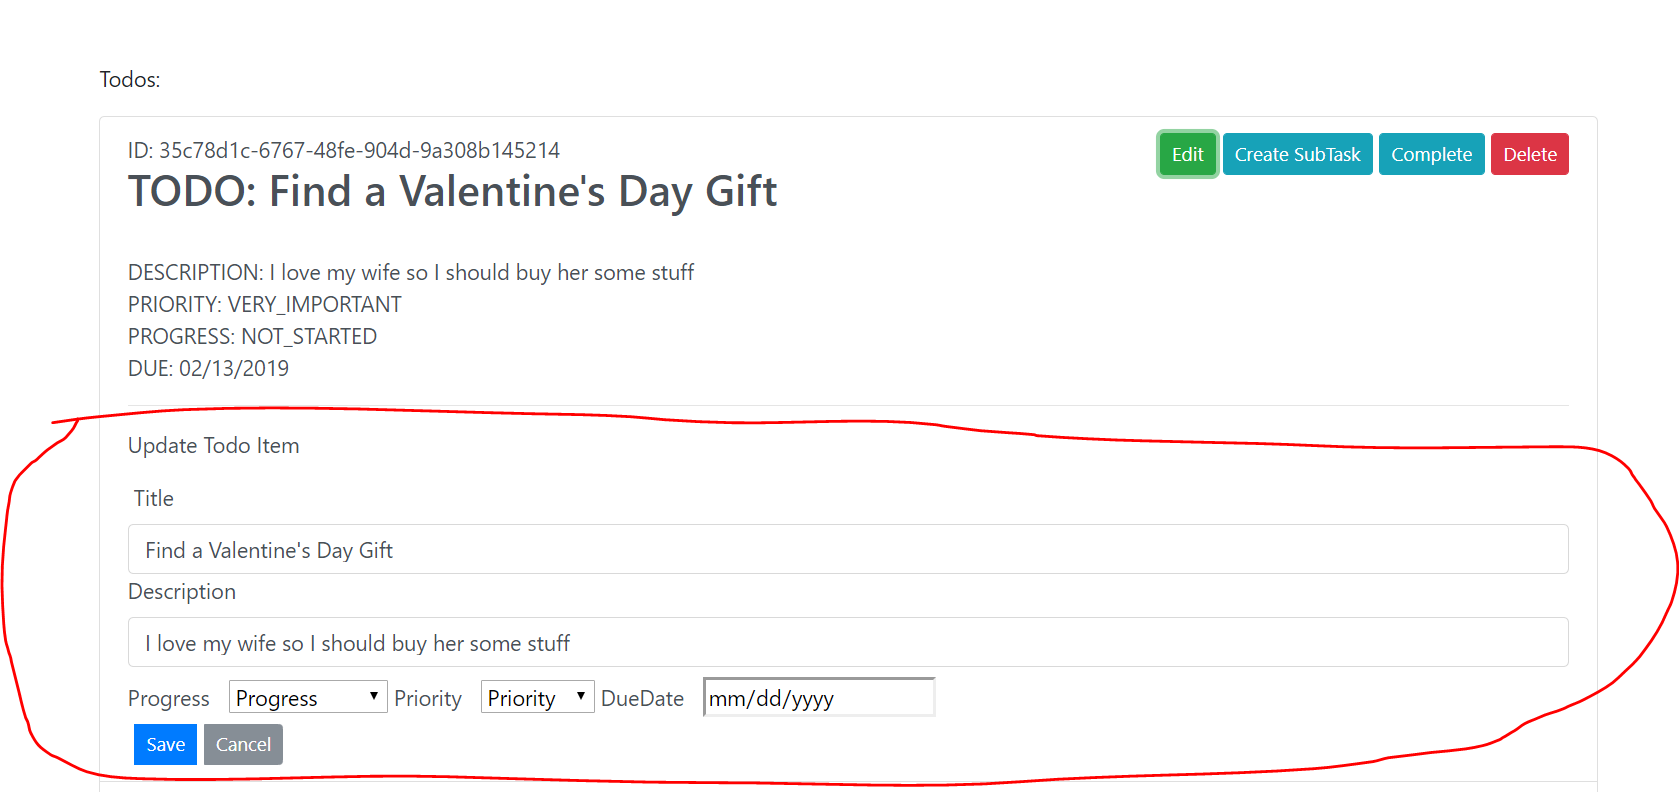 Todos:
ID: 35c78d1c-6767-48fe-904d-9a308b145214
Edit Create SubTask Complete Delete
TODO: Find a Valentine's Day Gift
DESCRIPTION: I love my wife so I should buy her some stuff
PRIORITY: VERY_IMPORTANT
PROGRESS: NOT_STARTED
DUE: 02/13/2019
Update Todo Item
Title
Find a Valentine's Day Gift
Description
I love my wife so I should buy her some stuff
Progress Progress Priority Priority DueDate mm/dd/yyyy
Save Cancel